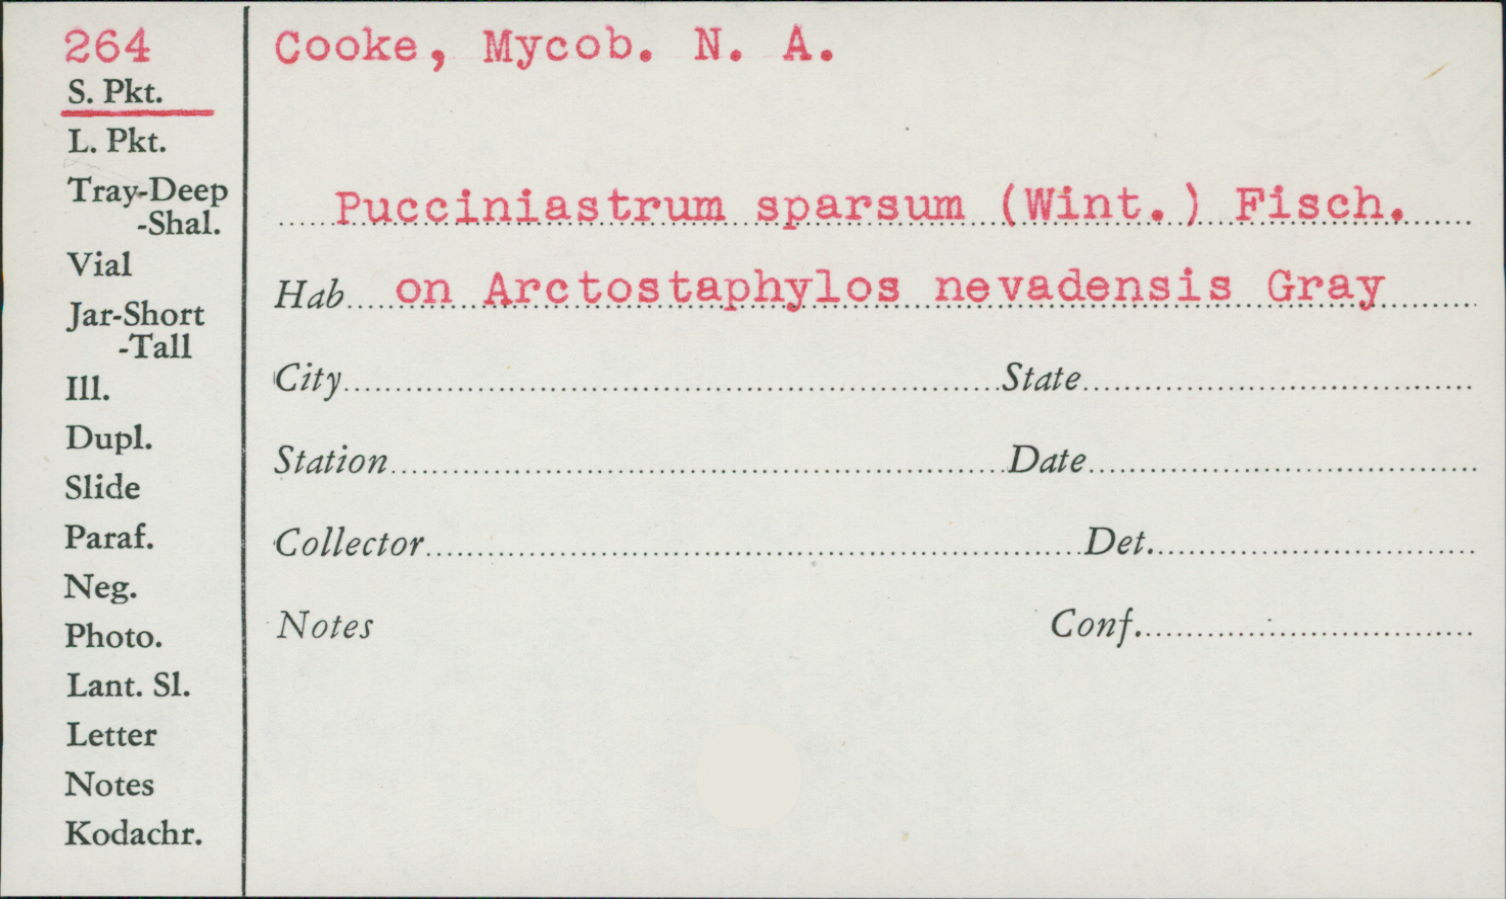 264
S. Pkt.
L. Pkt.
Tray-Deep
-Shal.
Vial
Jar-Short
-Tall
Ill.
Dupl.
Slide
Paraf.
Neg.
Photo.
Lant. Sl.
Letter
Notes
Kodachr.
Cooke, Mycob. N. A.
Pucciniastrum sparsum (Wint.) Fisch.
Hab. on Arctostaphylos nevadensis Gray
City State
Station Date
Collector Det.
Notes Conf.